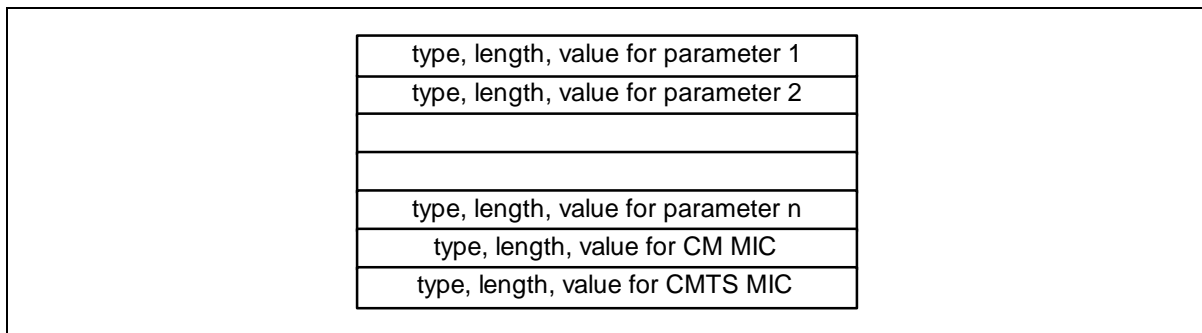 type, length, value for parameter 1
type, length, value for parameter 2
type, length, value for parameter n
type, length, value for CM MIC
type, length, value for CMTS MIC